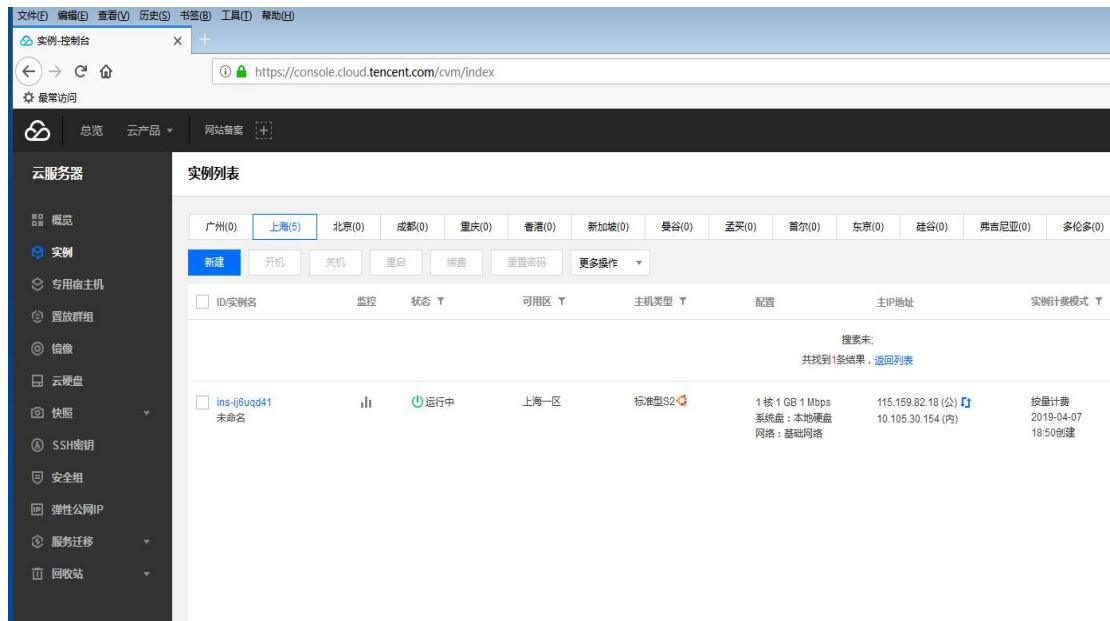 文件(F) 编辑(E) 查看(V) 历史(S) 书签(B) 工具(T) 帮助(H)
实例-控制台
https://console.cloud.tencent.com/cvm/index
最常访问
总览 云产品 网站备案
云服务器
实例列表
概览
实例
专用宿主机
置放群组
镜像
云硬盘
快照
SSH密钥
安全组
弹性公网IP
服务迁移
回收站
广州(0) 上海(5) 北京(0) 成都(0) 重庆(0) 香港(0) 新加坡(0) 曼谷(0) 孟买(0) 首尔(0) 东京(0) 硅谷(0) 弗吉尼亚(0) 多伦多(0)
新建 开机 关机 重启 续费 重置密码 更多操作
ID/实例名 监控 状态 可用区 主机类型 配置 主IP地址 实例计费模式
搜索未;
共找到1条结果,返回列表
ins-ij6uqd41 运行中 上海一区 标准型S2 1 核 1 GB 1 Mbps 115.159.82.18 (公) 按量计费
未命名 系统盘:本地硬盘 10.105.30.154 (内) 2019-04-07
网络:基础网络 18:50创建